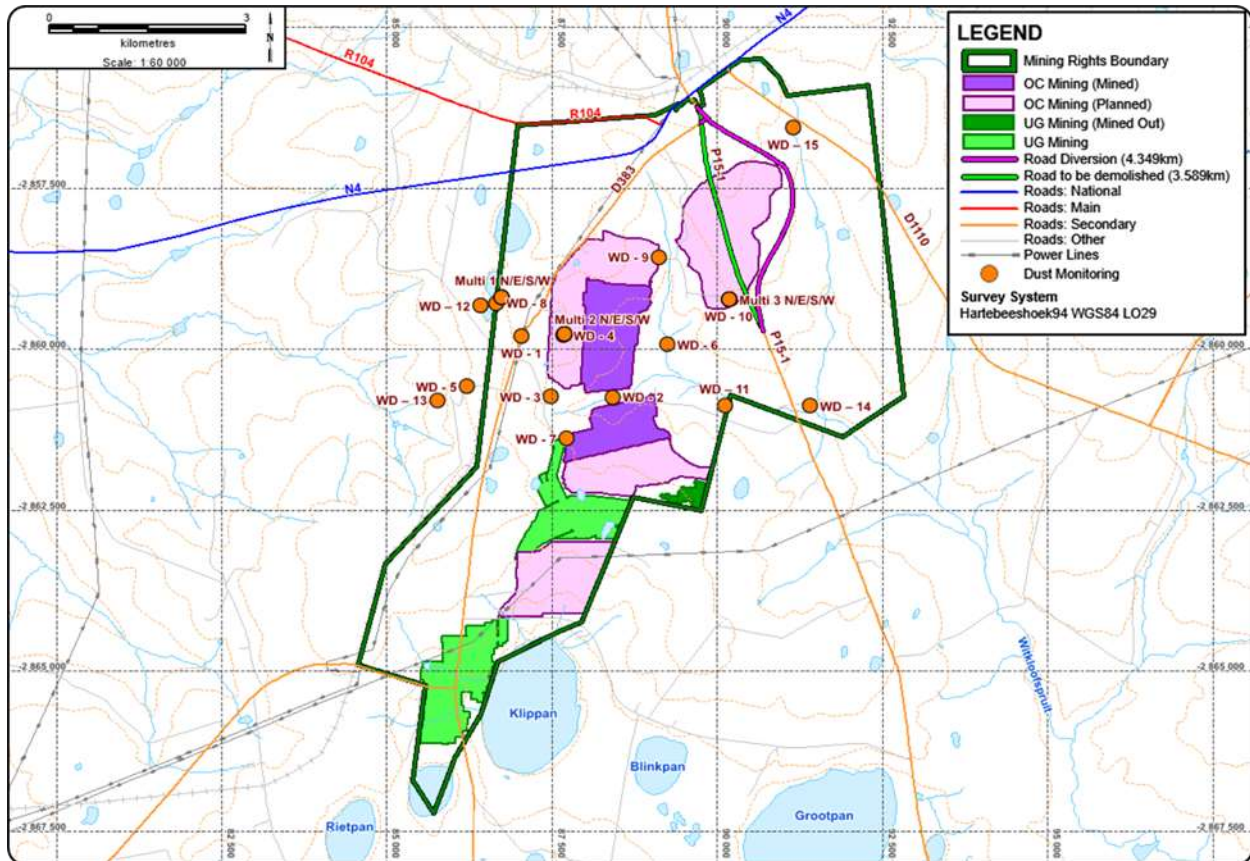 0 3
kilometres
Scale: 1:60 000
N
LEGEND
Mining Rights Boundary
OC Mining (Mined)
OC Mining (Planned)
UG Mining (Mined Out)
UG Mining
Road Diversion (4.349km)
Road to be demolished (3.589km)
Roads: National
Roads: Main
Roads: Secondary
Roads: Other
Power Lines
Dust Monitoring
Survey System
Hartebeeshoek94 WGS84 LO29
85 000
87 500
90 000
92 500
N4
R104
R104
WD - 15
P15-1
D383
-2 857 500
-2 857 500
N4
D1110
WD - 9
Multi 1 N/E/S/W
WD - 12
WD - 8
Multi 3 N/E/S/W
WD - 10
Multi 2 N/E/S/W
WD - 4
WD - 1
WD - 6
P15-1
-2 860 000
-2 860 000
WD - 5
WD - 13
WD - 3
WD - 2
WD - 11
WD - 14
WD - 7
-2 862 500
-2 862 500
-2 865 000
-2 865 000
Witkloofspruit
Klippan
Blinkpan
Rietpan
Grootpan
-2 867 500
-2 867 500
82 500
85 000
87 500
90 000
92 500
95 000